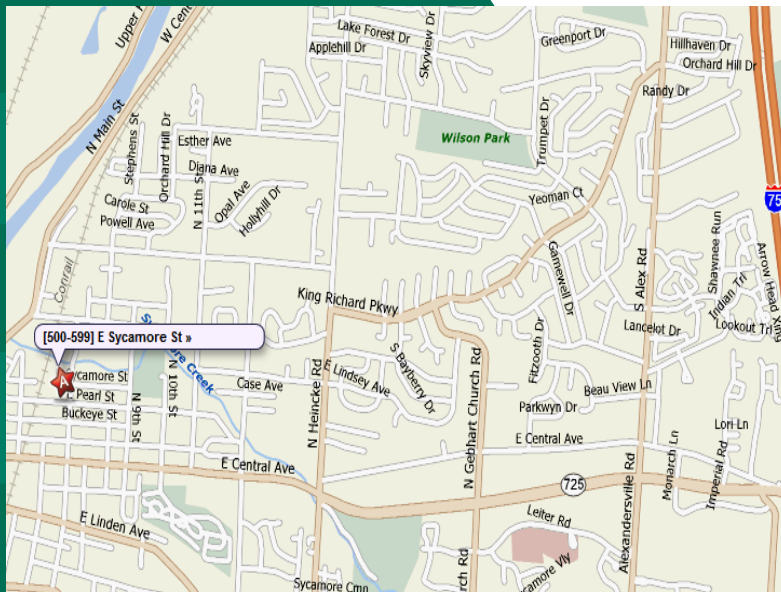 Upper
W Cen
Lake Forest Dr
Skyview Dr
Greenport Dr
Hillhaven Dr
Applehill Dr
Orchard Hill Dr
Randy Dr
N Main St
Stephens St
Orchard Hill Dr
Wilson Park
Trumpet Dr
Esther Ave
Diana Ave
N 11th St
Opal Ave
Hollyhill Dr
Yeoman Ct
75
Carole St
Powell Ave
Shawnee Run
Arrow Head Xing
Gamewell Dr
S Alex Rd
Indian Trl
Conrail
King Richard Pkwy
Lancelot Dr
Lookout Trl
[500-599] E Sycamore St »
Creek
S Bayberry Dr
Fitzooth Dr
A
ycamore St
N 10th St
Case Ave
E Lindsey Ave
Beau View Ln
Pearl St
N 9th St
N Heincke Rd
N Gebhart Church Rd
Parkwyn Dr
Buckeye St
Lori Ln
E Central Ave
Monarch Ln
Imperial Rd
E Central Ave
725
Alexandersville Rd
E Linden Ave
Leiter Rd
rch Rd
camore Vly
Sycamore Cmn